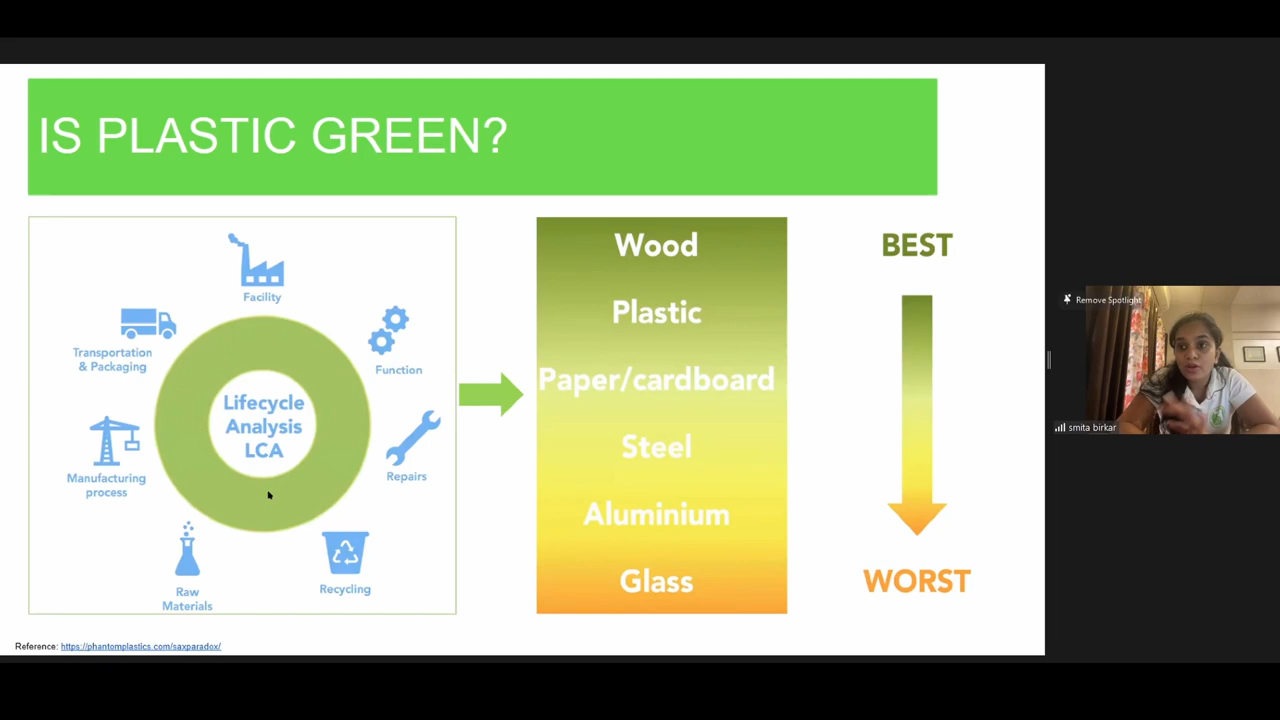 IS PLASTIC GREEN?
Facility
Transportation
& Packaging
Function
Lifecycle
Analysis
LCA
Manufacturing
process
Repairs
Raw
Materials
Recycling
Wood
Plastic
Paper/cardboard
Steel
Aluminium
Glass
BEST
WORST
Reference: https://phantomplastics.com/saxparadox/
Remove Spotlight
smita birkar